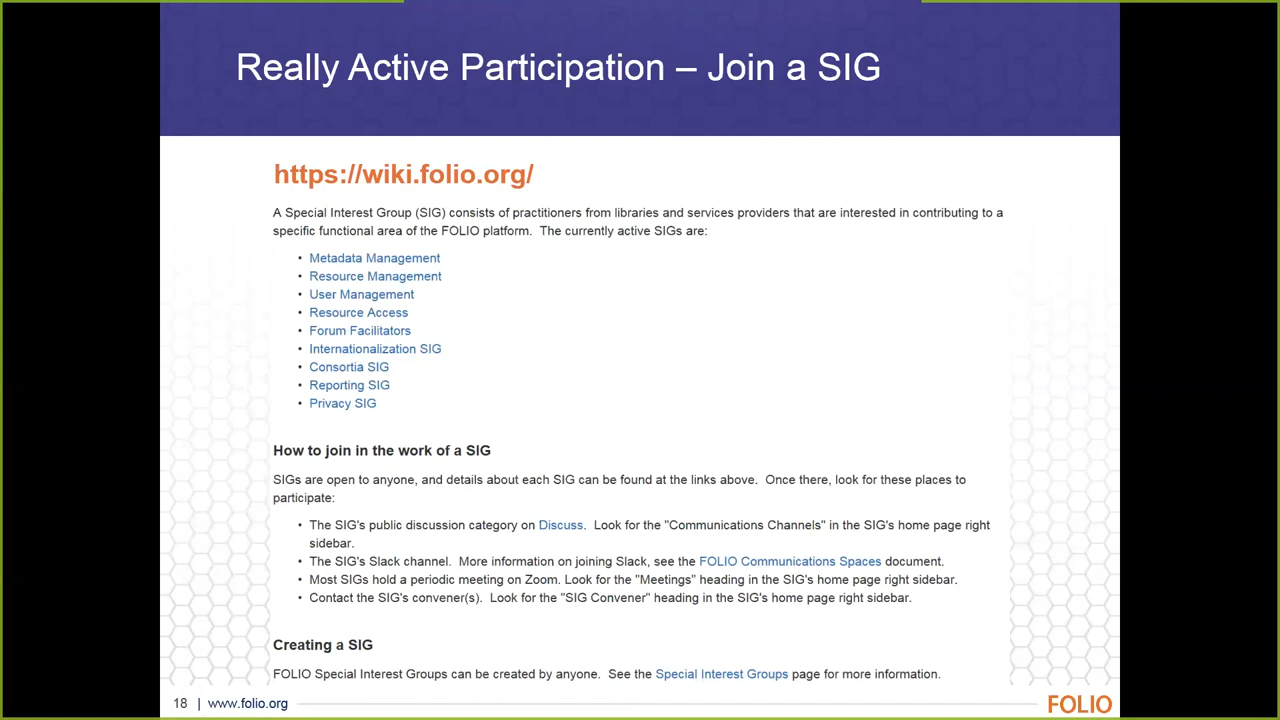 Really Active Participation – Join a SIG
https://wiki.folio.org/
A Special Interest Group (SIG) consists of practitioners from libraries and services providers that are interested in contributing to a
specific functional area of the FOLIO platform.  The currently active SIGs are:
• Metadata Management
• Resource Management
• User Management
• Resource Access
• Forum Facilitators
• Internationalization SIG
• Consortia SIG
• Reporting SIG
• Privacy SIG
How to join in the work of a SIG
SIGs are open to anyone, and details about each SIG can be found at the links above.  Once there, look for these places to
participate:
• The SIG's public discussion category on Discuss.  Look for the "Communications Channels" in the SIG's home page right
sidebar.
• The SIG's Slack channel.  More information on joining Slack, see the FOLIO Communications Spaces document.
• Most SIGs hold a periodic meeting on Zoom. Look for the "Meetings" heading in the SIG's home page right sidebar.
• Contact the SIG's convener(s).  Look for the "SIG Convener" heading in the SIG's home page right sidebar.
Creating a SIG
FOLIO Special Interest Groups can be created by anyone.  See the Special Interest Groups page for more information.
18 | www.folio.org
FOLIO